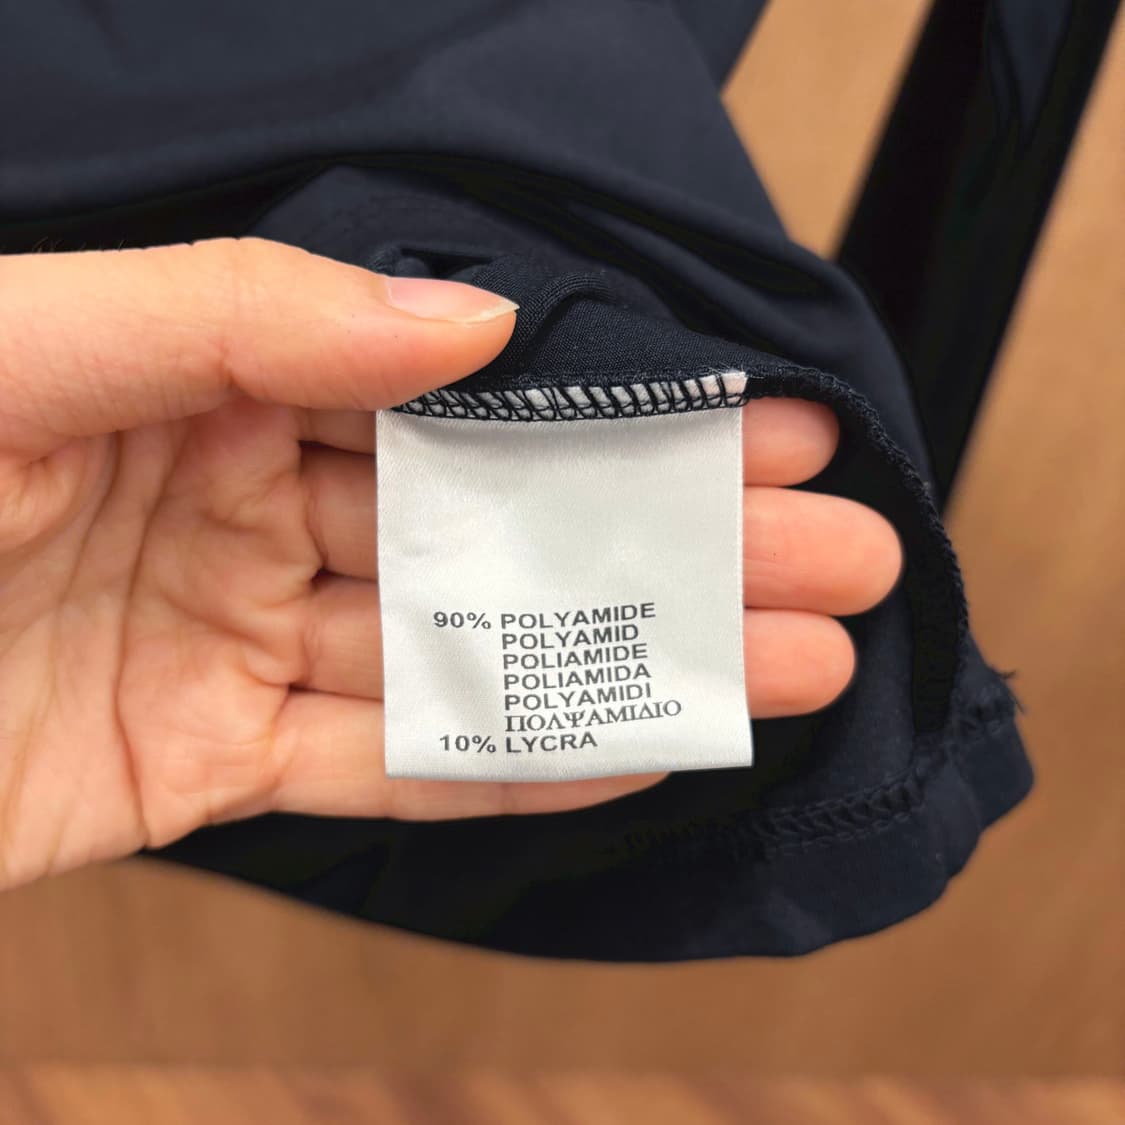 90% POLYAMIDE
POLYAMID
POLIAMIDE
POLIAMIDA
POLYAMIDI
ΠΟΛΨΑΜΙΔΙΟ
10% LYCRA